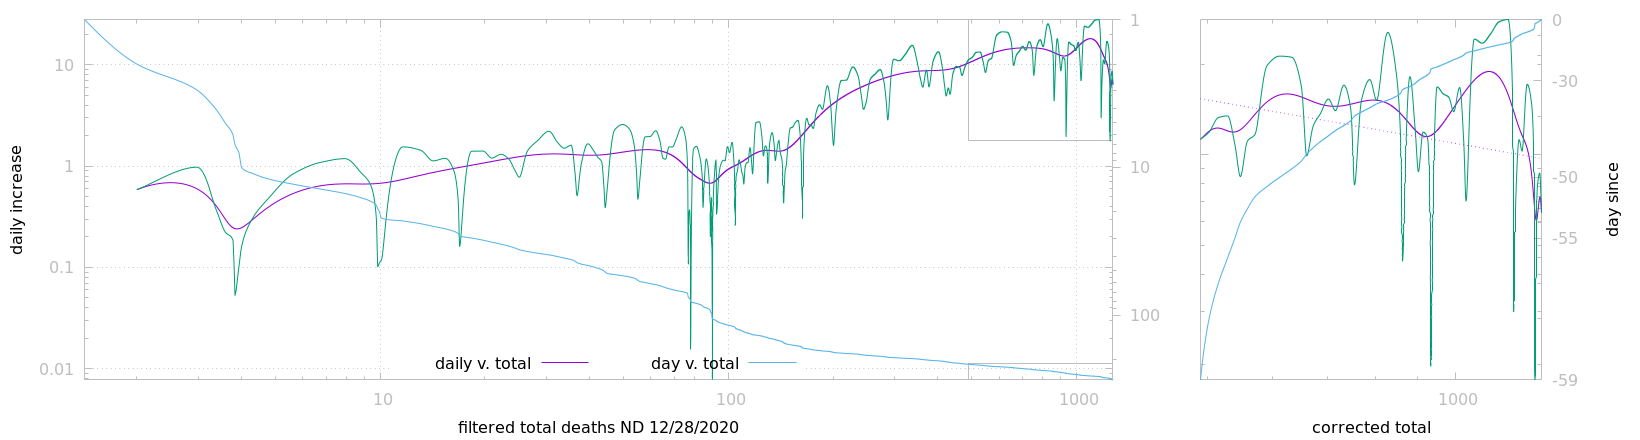 10
1
0.1
0.01
daily increase
daily v. total
day v. total
10
100
1000
filtered total deaths ND 12/28/2020
1
10
100
0
-30
-50
-55
-59
day since
1000
corrected total